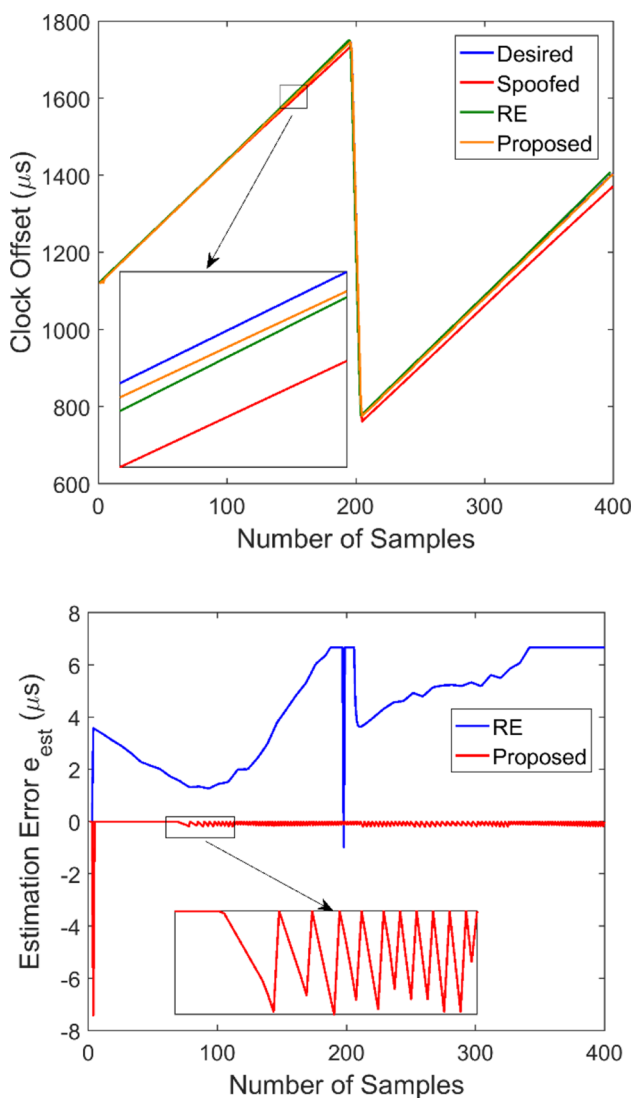 1800
1600
1400
1200
1000
800
600
Clock Offset (μs)
Desired
Spoofed
RE
Proposed
0
100
200
300
400
Number of Samples
8
6
4
2
0
-2
-4
-6
-8
Estimation Error e_est (μs)
RE
Proposed
0
100
200
300
400
Number of Samples